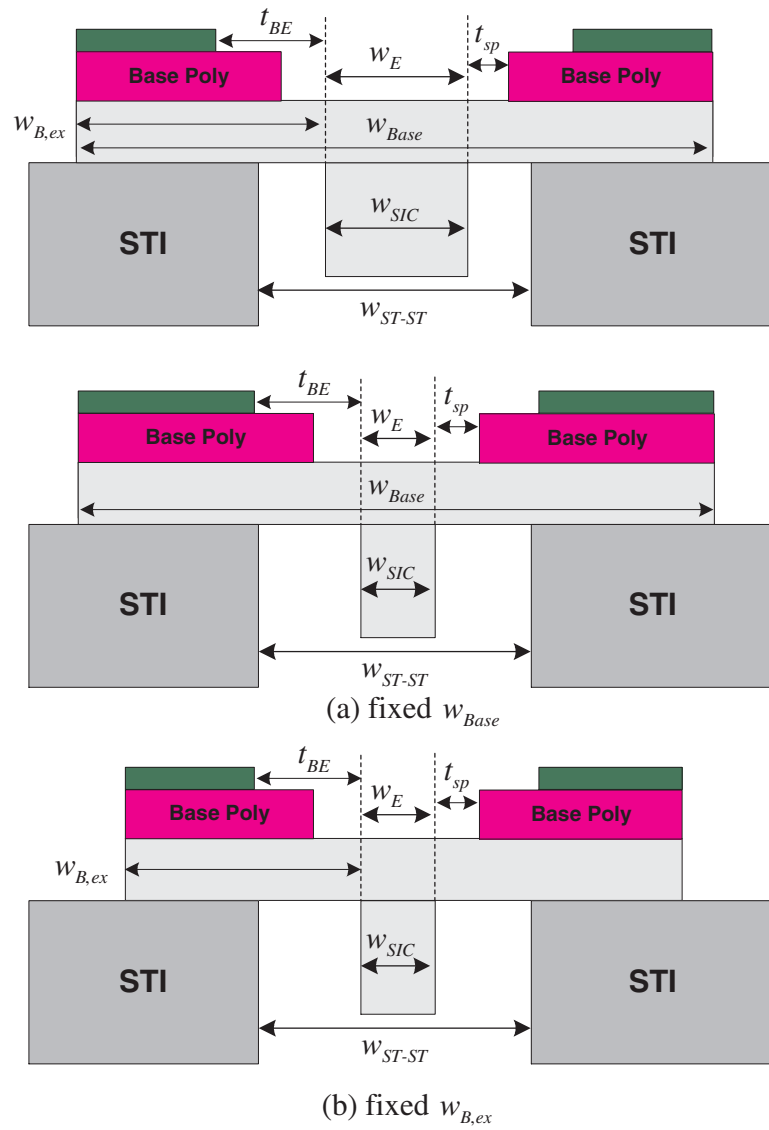 t_BE
t_sp
w_E
Base Poly
Base Poly
w_B,ex
w_Base
w_SIC
STI
STI
w_ST-ST
t_BE
t_sp
w_E
Base Poly
Base Poly
w_Base
w_SIC
STI
STI
w_ST-ST
(a) fixed w_Base
t_BE
t_sp
w_E
Base Poly
Base Poly
w_B,ex
w_SIC
STI
STI
w_ST-ST
(b) fixed w_B,ex